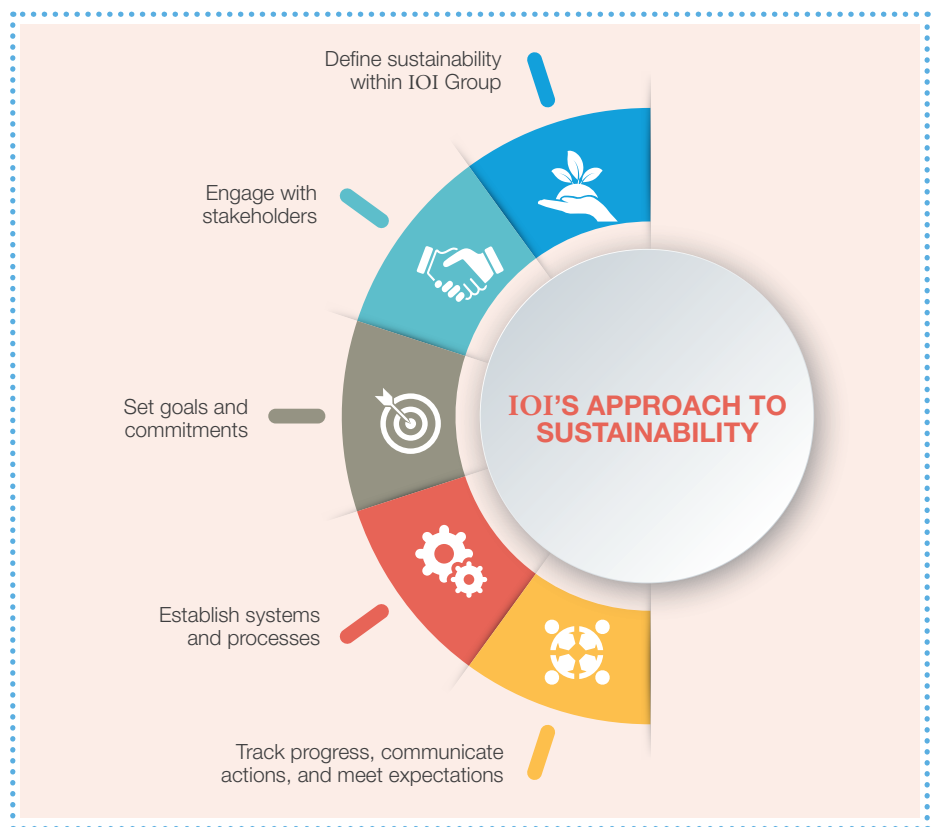 Define sustainability
within IOI Group
Engage with
stakeholders
Set goals and
commitments
IOI'S APPROACH TO
SUSTAINABILITY
Establish systems
and processes
Track progress, communicate
actions, and meet expectations